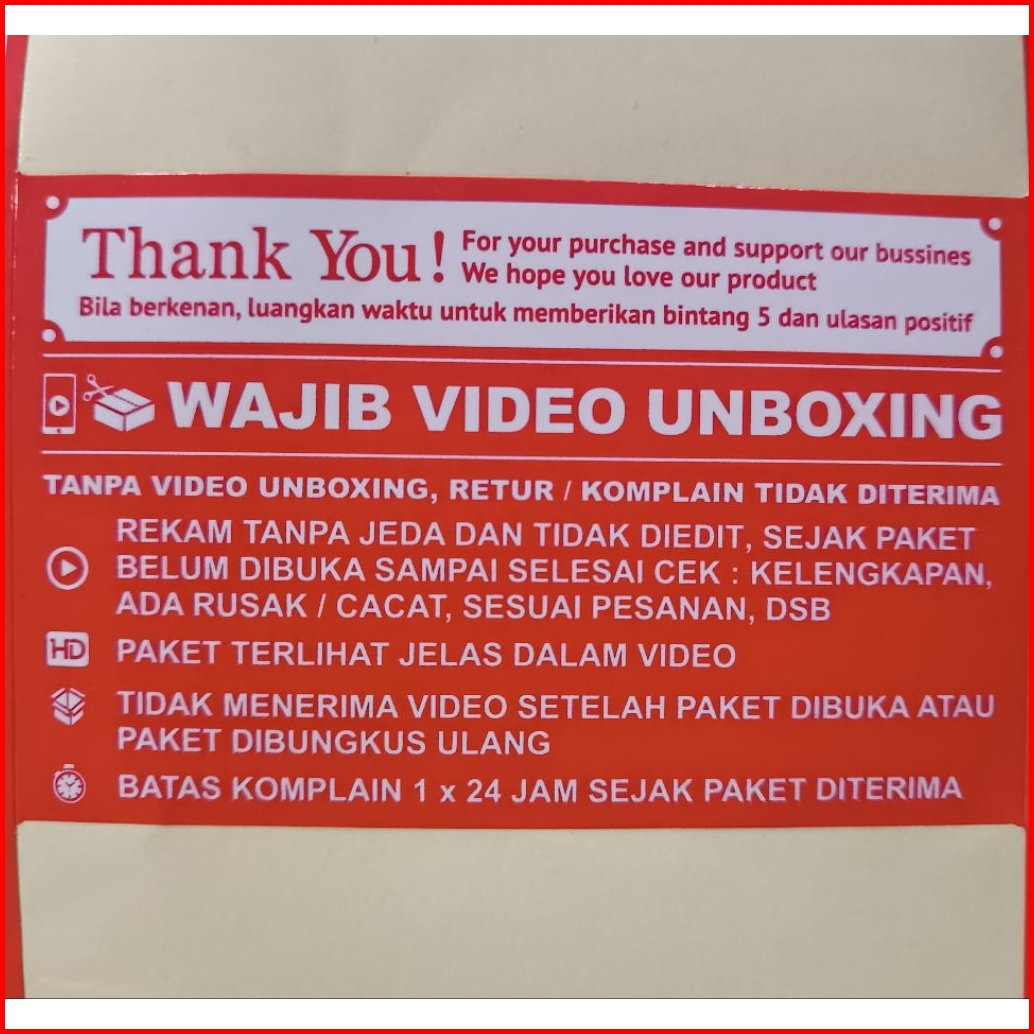 Thank You!
For your purchase and support our bussines
We hope you love our product
Bila berkenan, luangkan waktu untuk memberikan bintang 5 dan ulasan positif
WAJIB VIDEO UNBOXING
TANPA VIDEO UNBOXING, RETUR / KOMPLAIN TIDAK DITERIMA
REKAM TANPA JEDA DAN TIDAK DIEDIT, SEJAK PAKET
BELUM DIBUKA SAMPAI SELESAI CEK : KELENGKAPAN,
ADA RUSAK / CACAT, SESUAI PESANAN, DSB
HD
PAKET TERLIHAT JELAS DALAM VIDEO
TIDAK MENERIMA VIDEO SETELAH PAKET DIBUKA ATAU
PAKET DIBUNGKUS ULANG
BATAS KOMPLAIN 1 x 24 JAM SEJAK PAKET DITERIMA